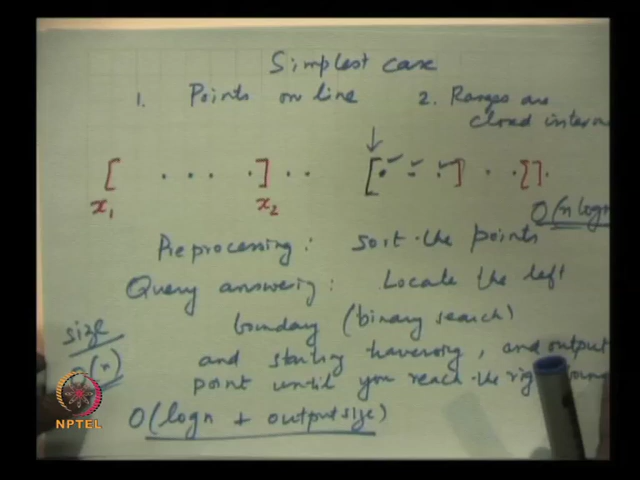 Simplest case
1. Points on line 2. Ranges are
closed interva
[ . . . . ] . . [ . . . ] . . [ ] .
x₁ x₂
O(n logn
Preprocessing: sort the points
Query answering: Locate the left
boundary (binary search)
size
O(n)
and starting traversing, and output
point until you reach the right
O(log n + output size)
NPTEL